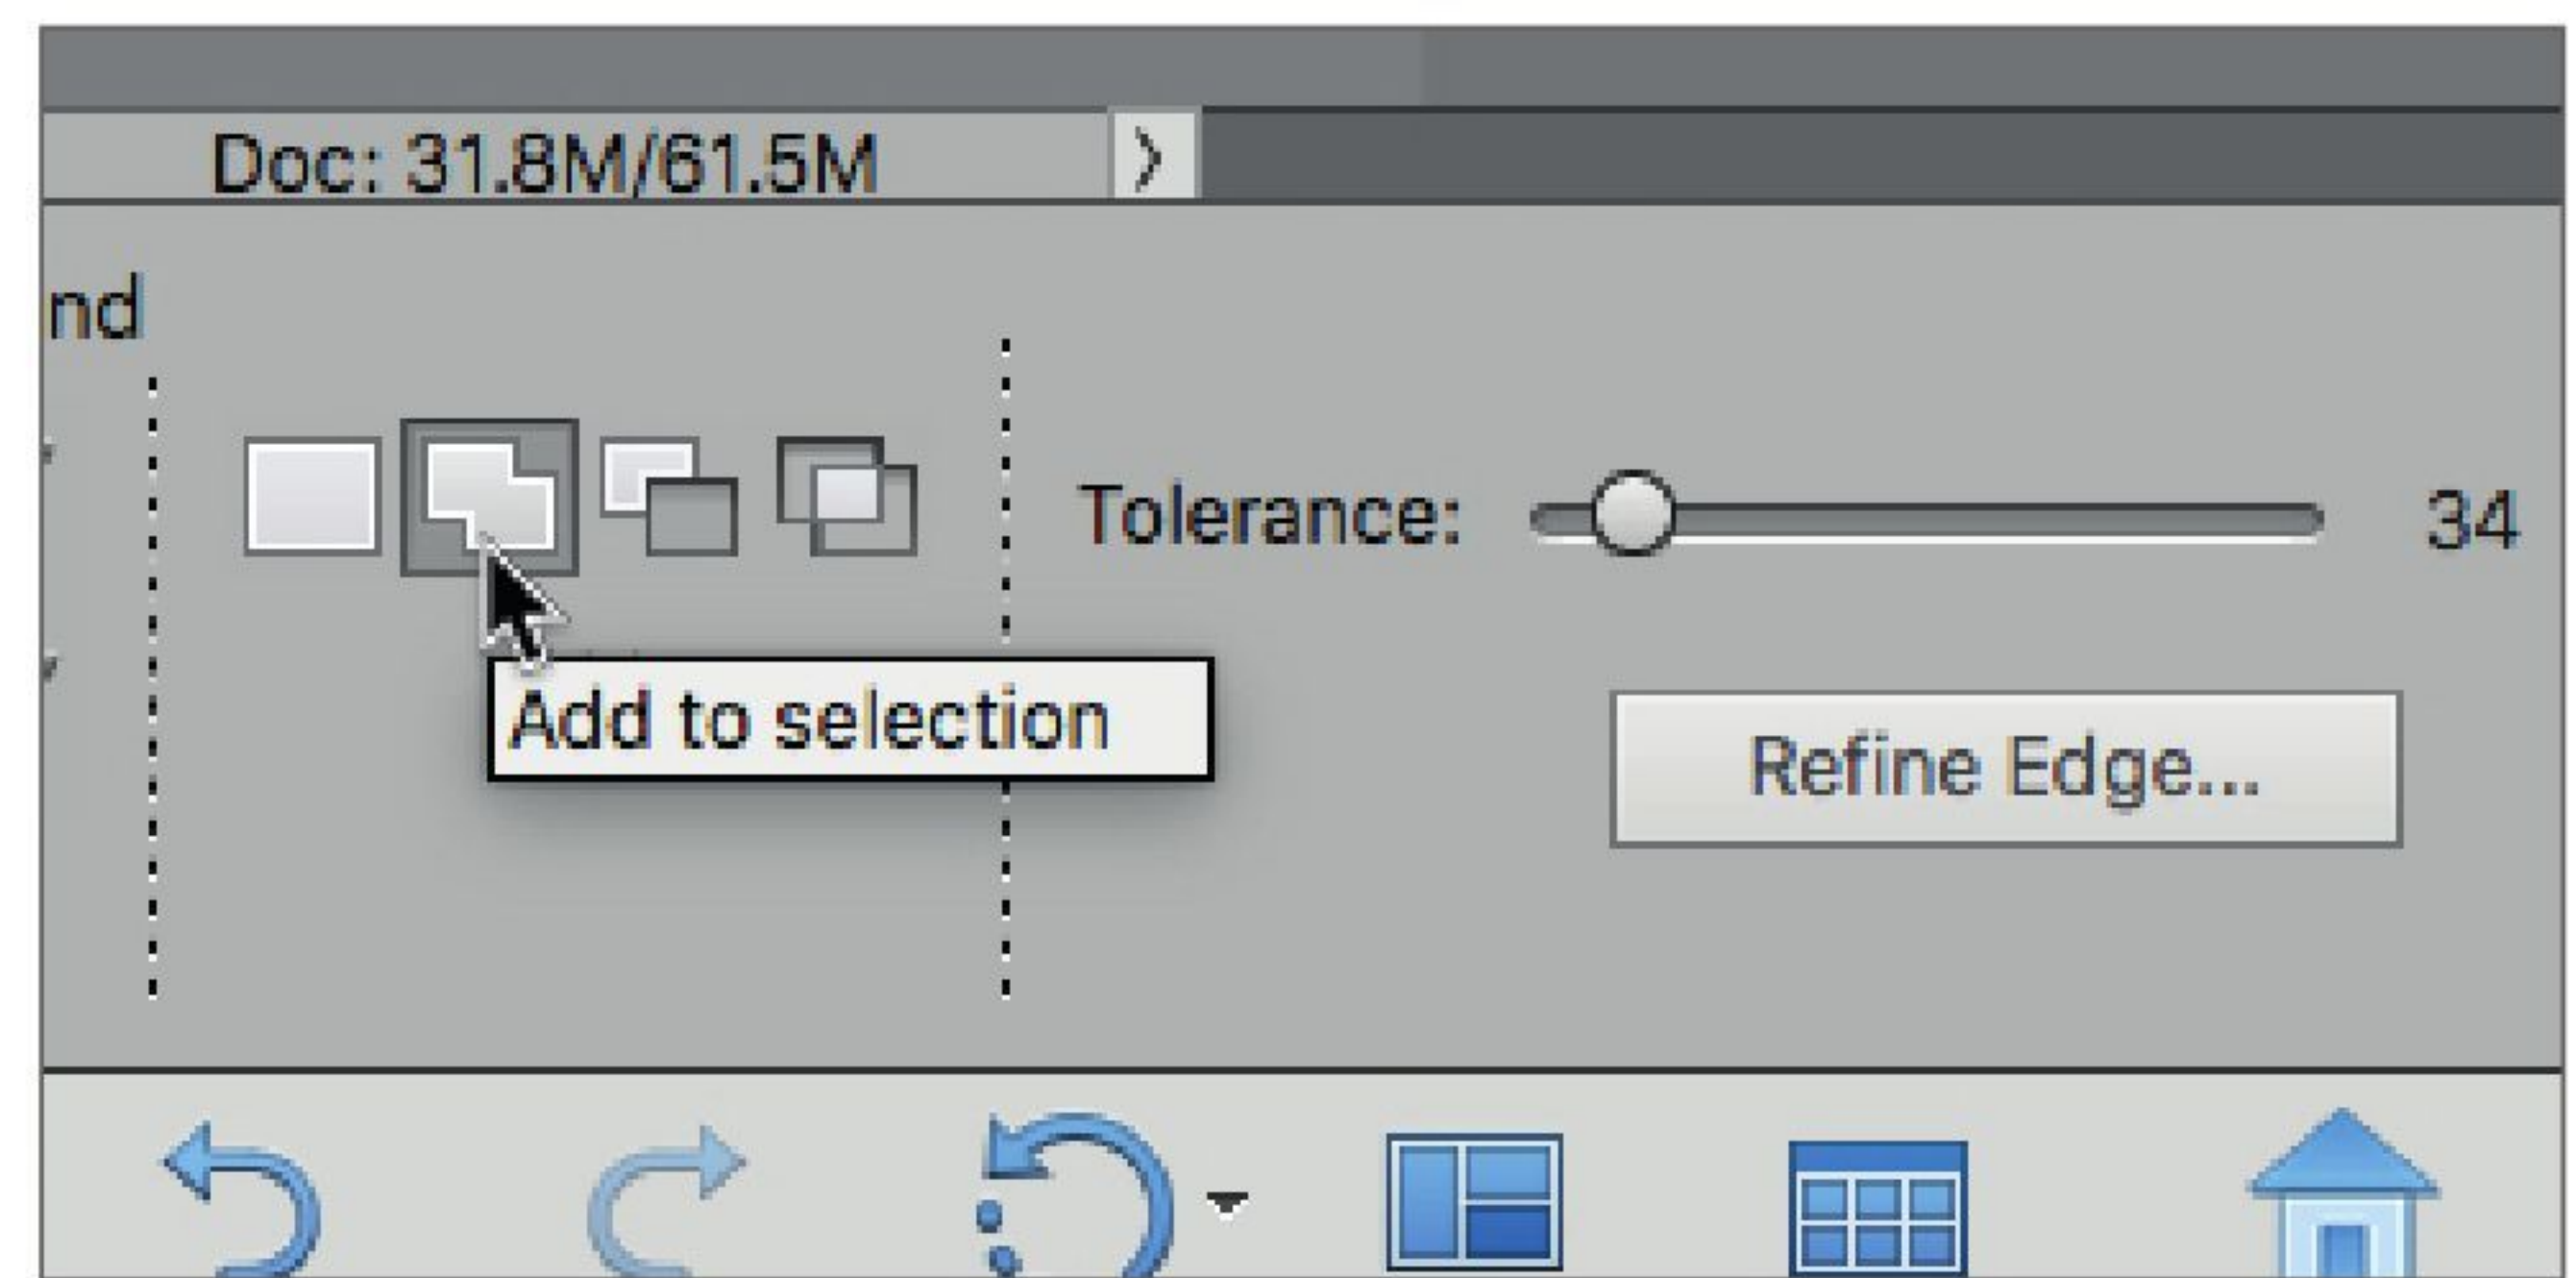 Doc: 31.8M/61.5M
nd
Tolerance: 34
Add to selection
Refine Edge...